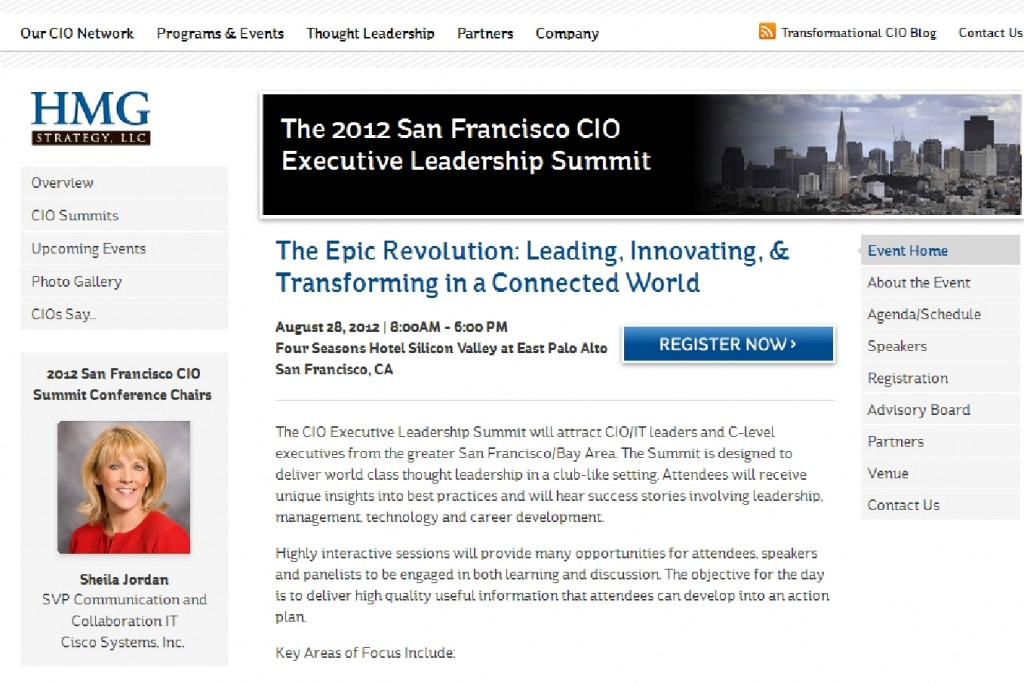 Our CIO Network Programs & Events Thought Leadership Partners Company Transformational CIO Blog Contact Us
HMG
STRATEGY, LLC
Overview
CIO Summits
Upcoming Events
Photo Gallery
CIOs Say...
2012 San Francisco CIO
Summit Conference Chairs
Sheila Jordan
SVP Communication and
Collaboration IT
Cisco Systems, Inc.
The 2012 San Francisco CIO
Executive Leadership Summit
The Epic Revolution: Leading, Innovating, &
Transforming in a Connected World
August 28, 2012 | 8:00AM - 6:00 PM
Four Seasons Hotel Silicon Valley at East Palo Alto
San Francisco, CA
REGISTER NOW ›
The CIO Executive Leadership Summit will attract CIO/IT leaders and C-level
executives from the greater San Francisco/Bay Area. The Summit is designed to
deliver world class thought leadership in a club-like setting. Attendees will receive
unique insights into best practices and will hear success stories involving leadership,
management, technology and career development.
Highly interactive sessions will provide many opportunities for attendees, speakers
and panelists to be engaged in both learning and discussion. The objective for the day
is to deliver high quality useful information that attendees can develop into an action
plan.
Key Areas of Focus Include:
Event Home
About the Event
Agenda/Schedule
Speakers
Registration
Advisory Board
Partners
Venue
Contact Us